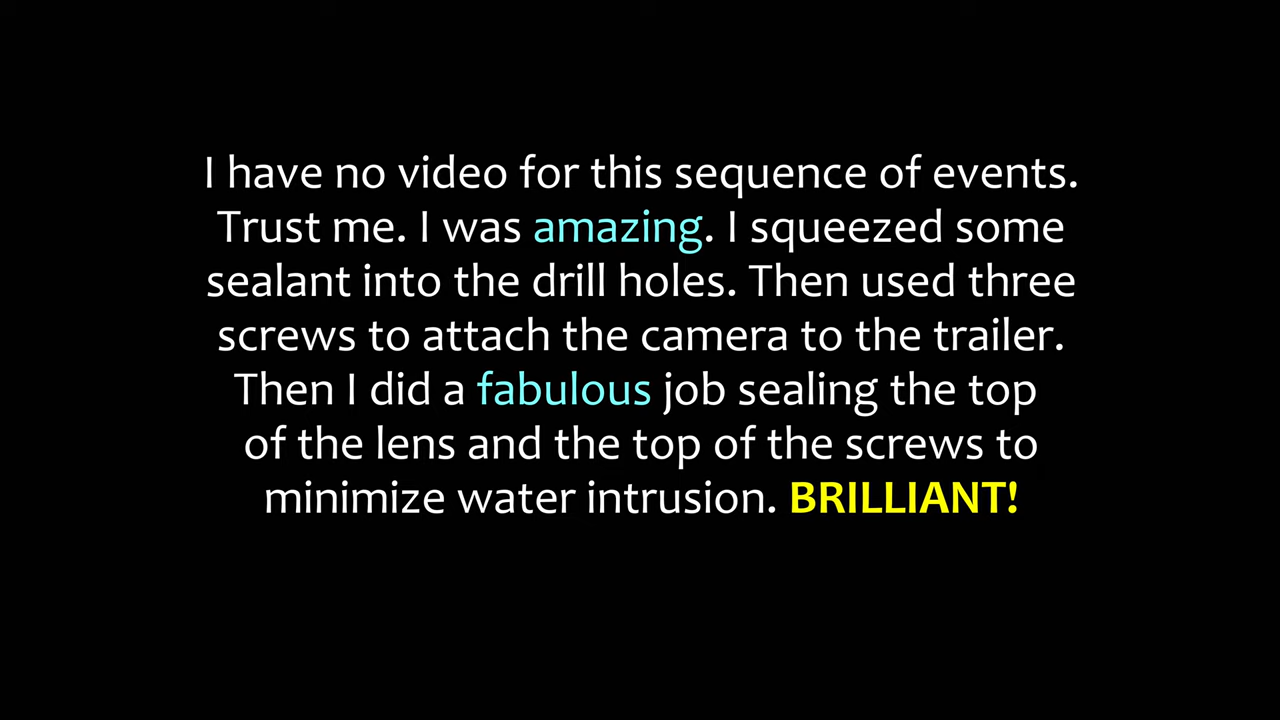 I have no video for this sequence of events.
Trust me. I was amazing. I squeezed some
sealant into the drill holes. Then used three
screws to attach the camera to the trailer.
Then I did a fabulous job sealing the top
of the lens and the top of the screws to
minimize water intrusion. BRILLIANT!